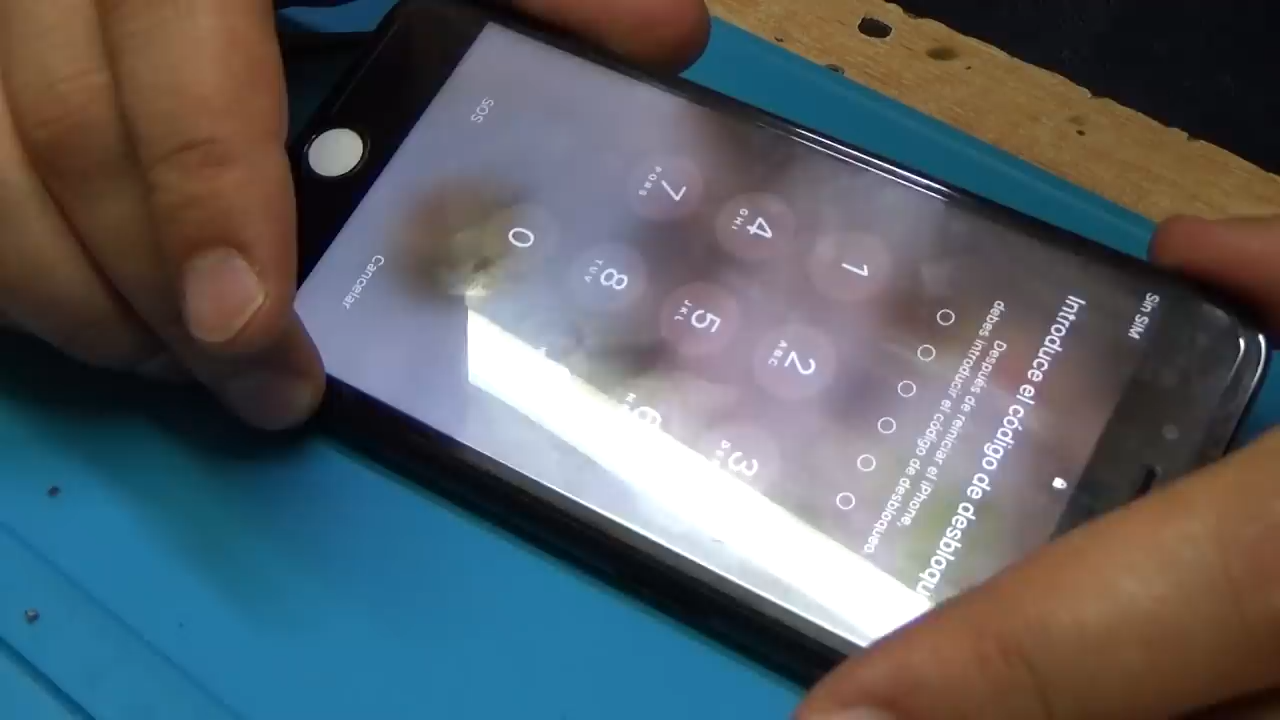 Sin SIM
Introduce el código de desbloqu
Después de reiniciar el iPhone,
debes introducir el código de desbloqueo.
1
2
ABC
3
4
GHI
5
JKL
6
7
PQRS
8
TUV
0
SOS
Cancelar